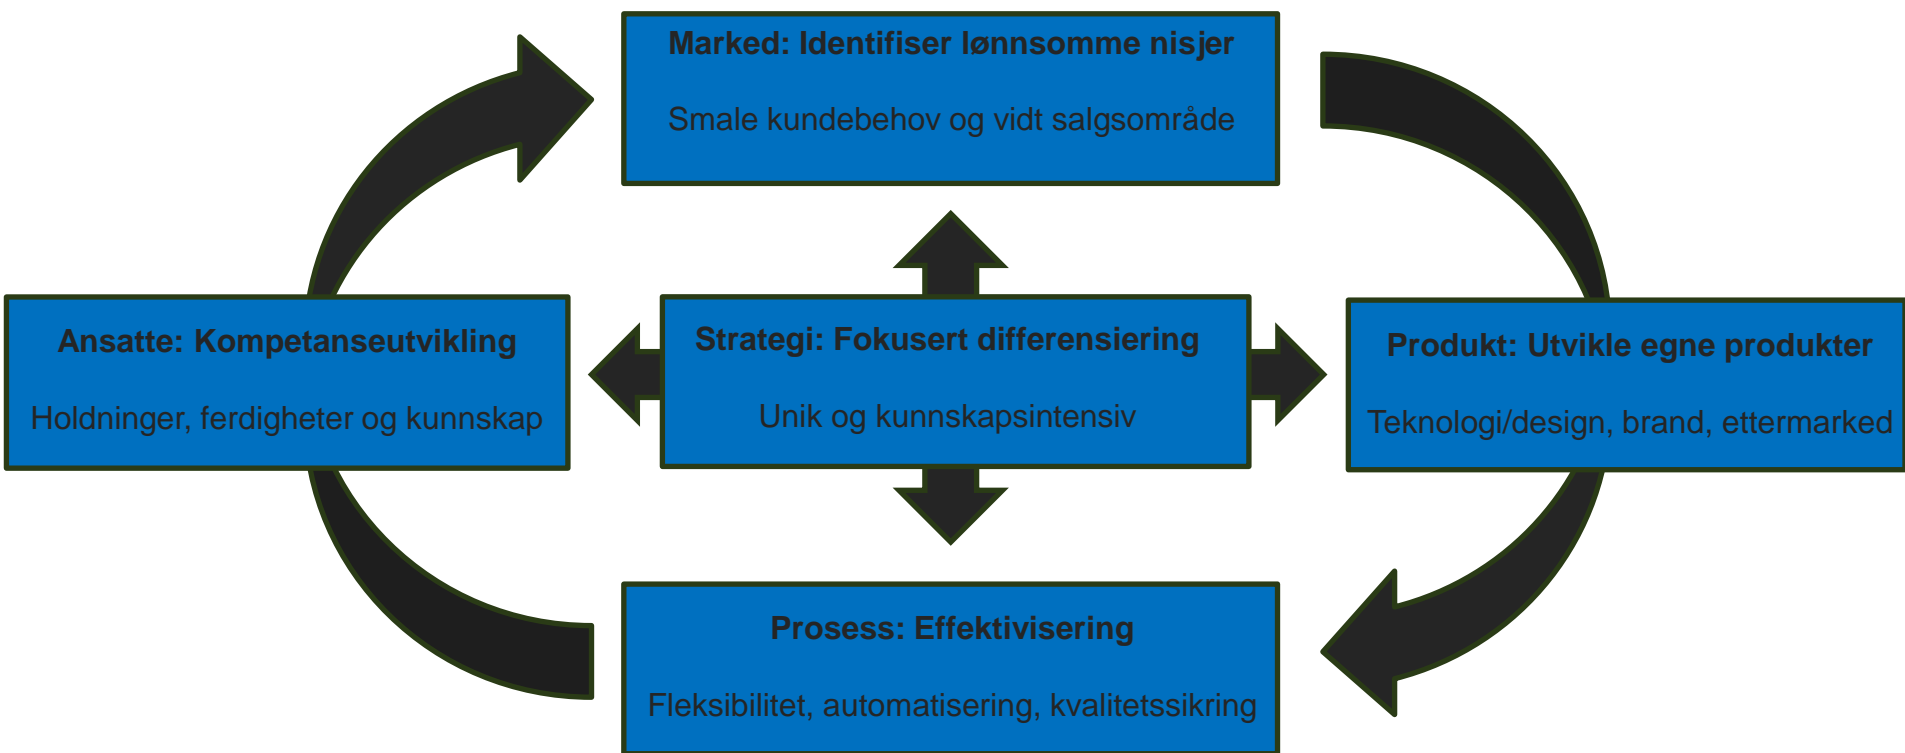 Marked: Identifiser lønnsomme nisjer
Smale kundebehov og vidt salgsområde
Ansatte: Kompetanseutvikling
Holdninger, ferdigheter og kunnskap
Strategi: Fokusert differensiering
Unik og kunnskapsintensiv
Produkt: Utvikle egne produkter
Teknologi/design, brand, ettermarked
Prosess: Effektivisering
Fleksibilitet, automatisering, kvalitetssikring